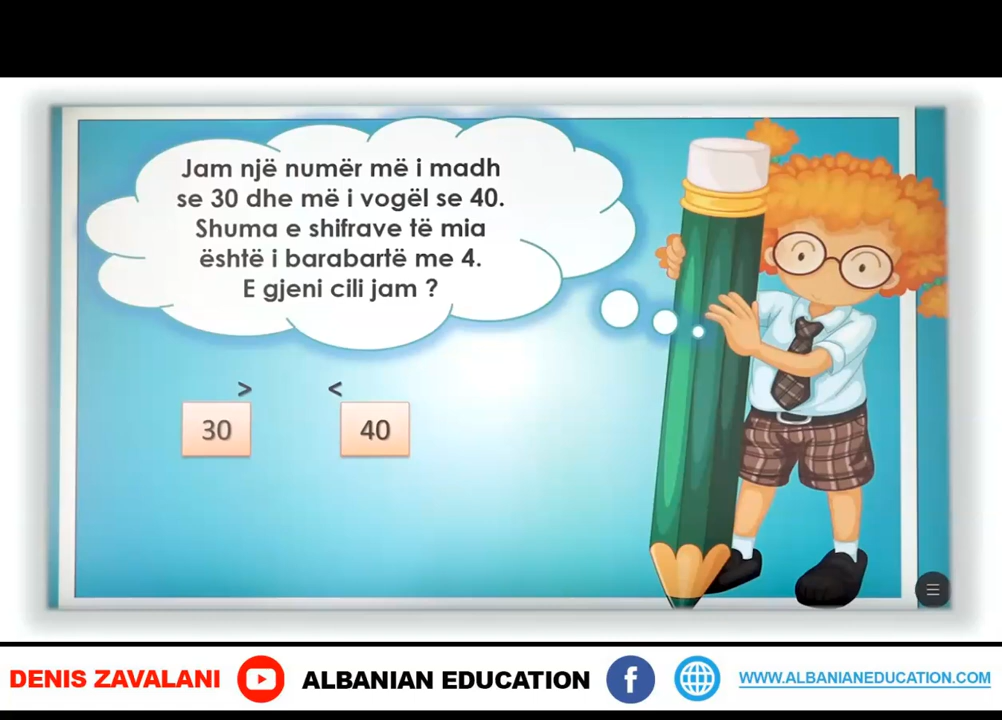 Jam një numër më i madh
se 30 dhe më i vogël se 40.
Shuma e shifrave të mia
është i barabartë me 4.
E gjeni cili jam ?
> <
30 40
DENIS ZAVALANI ALBANIAN EDUCATION f WWW.ALBANIANEDUCATION.COM